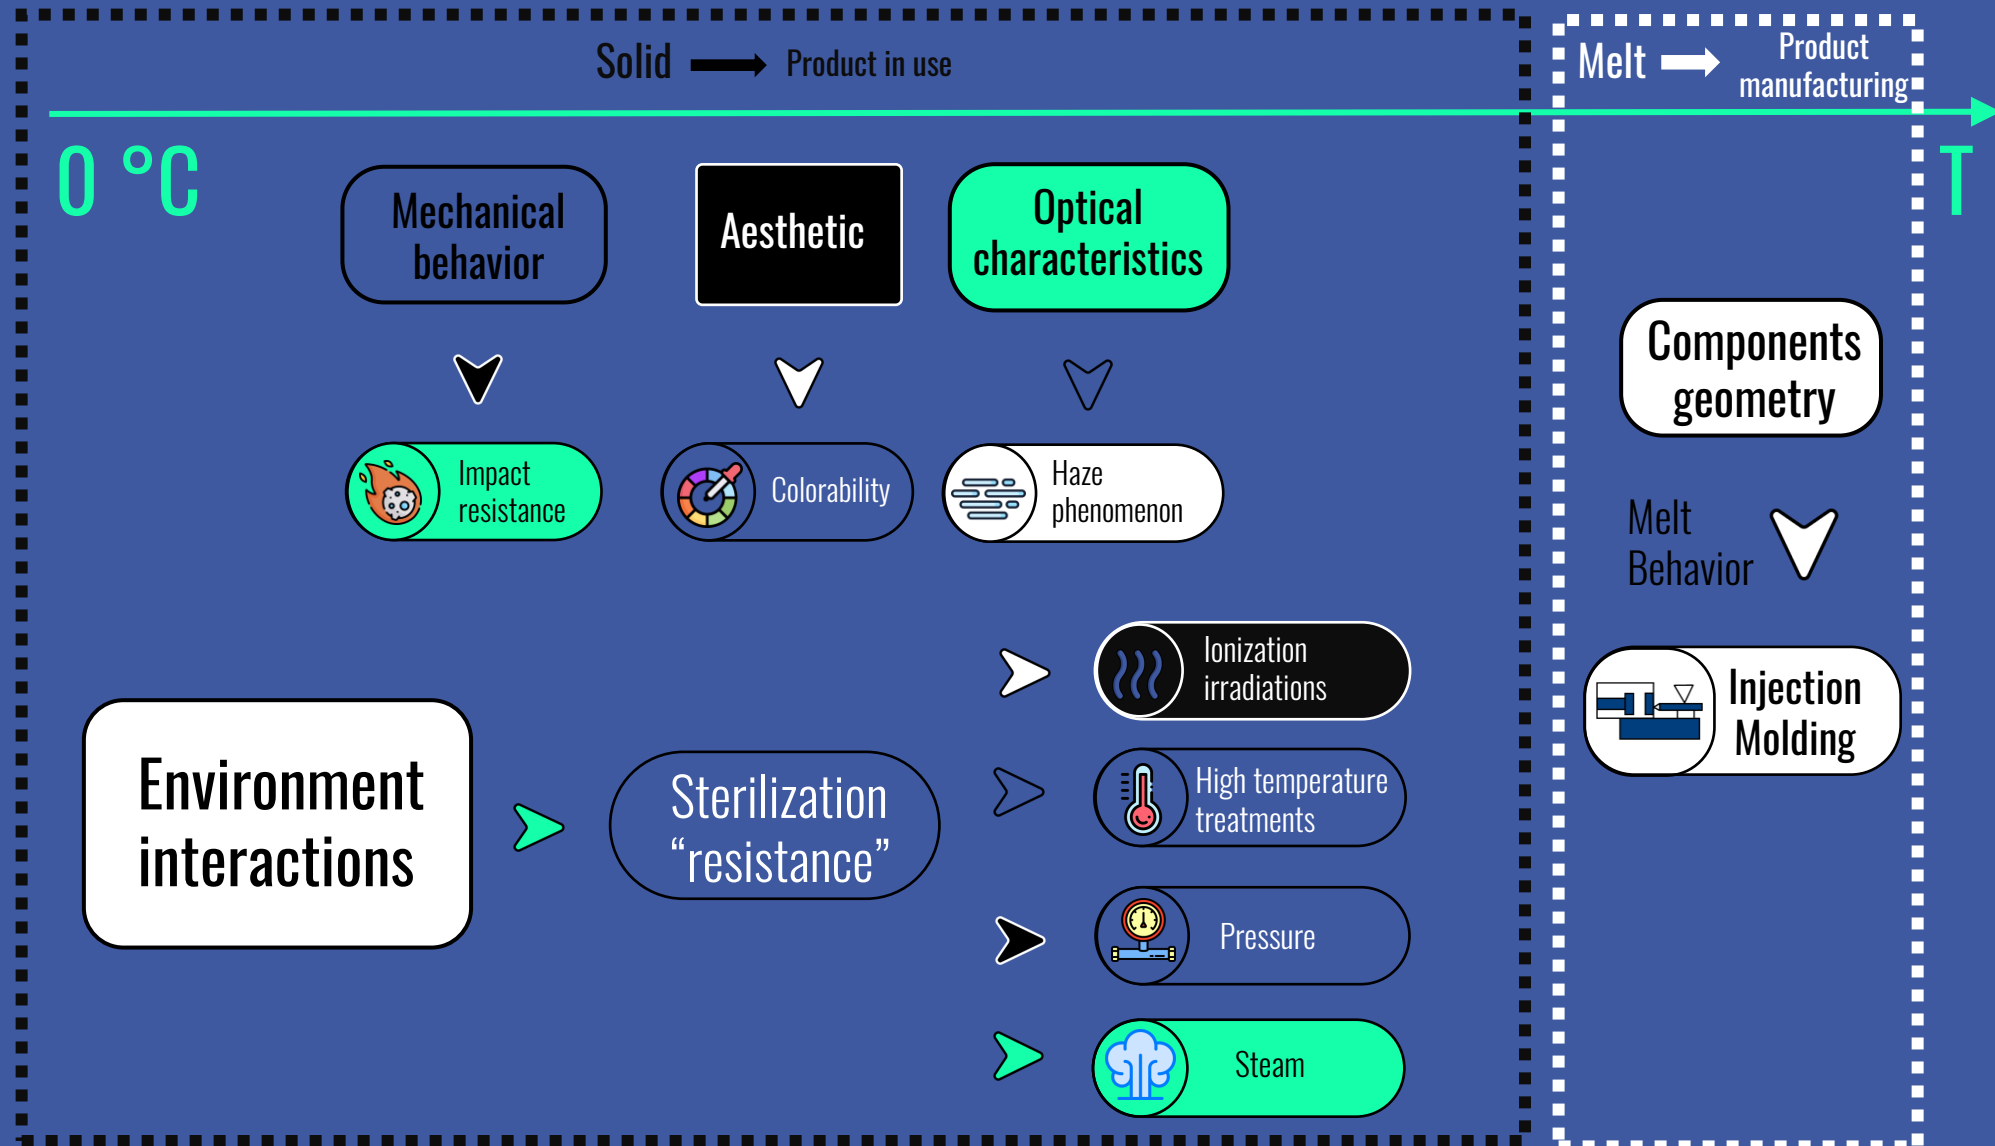 Solid
Product in use
Melt
Product
manufacturing
0 °C
T
Mechanical
behavior
Aesthetic
Optical
characteristics
Impact
resistance
Colorability
Haze
phenomenon
Components
geometry
Melt
Behavior
Injection
Molding
Environment
interactions
Sterilization
“resistance”
Ionization
irradiations
High temperature
treatments
Pressure
Steam